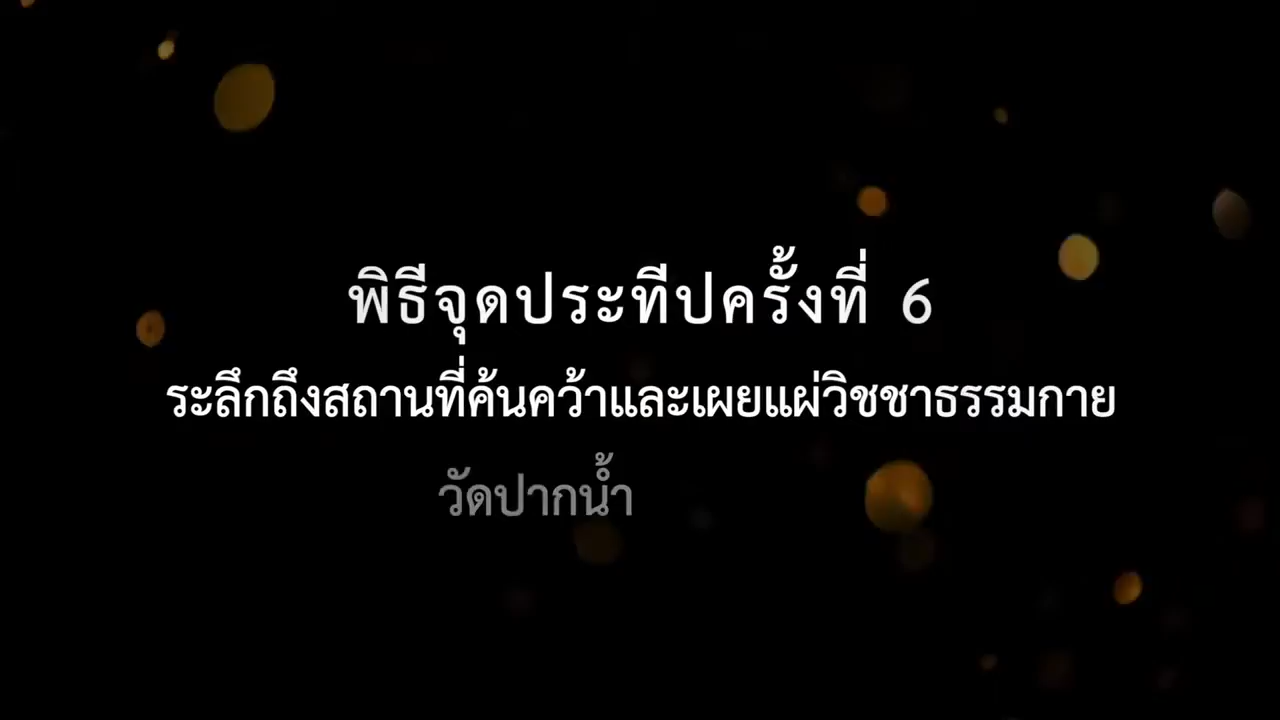 พิธีจุดประทีปครั้งที่ 6
ระลึกถึงสถานที่ค้นคว้าและเผยแผ่วิชชาธรรมกาย
วัดปากน้ำ